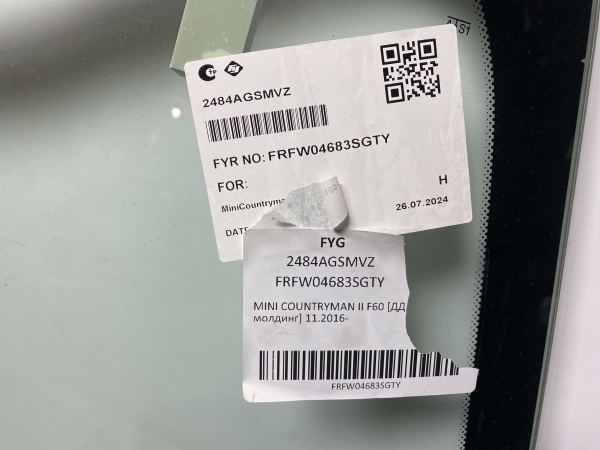 2484AGSMVZ
FYR NO: FRFW04683SGTY
FOR:
H
MiniCountryma
26.07.2024
DATE
FYG
2484AGSMVZ
FRFW04683SGTY
MINI COUNTRYMAN II F60 [ДД
молдинг] 11.2016-
FRFW04683SGTY